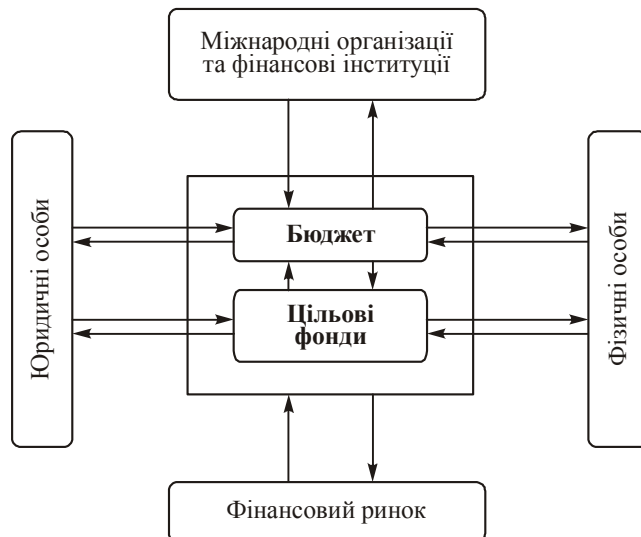 Міжнародні організації
та фінансові інституції
Юридичні особи
Бюджет
Цільові
фонди
Фізичні особи
Фінансовий ринок